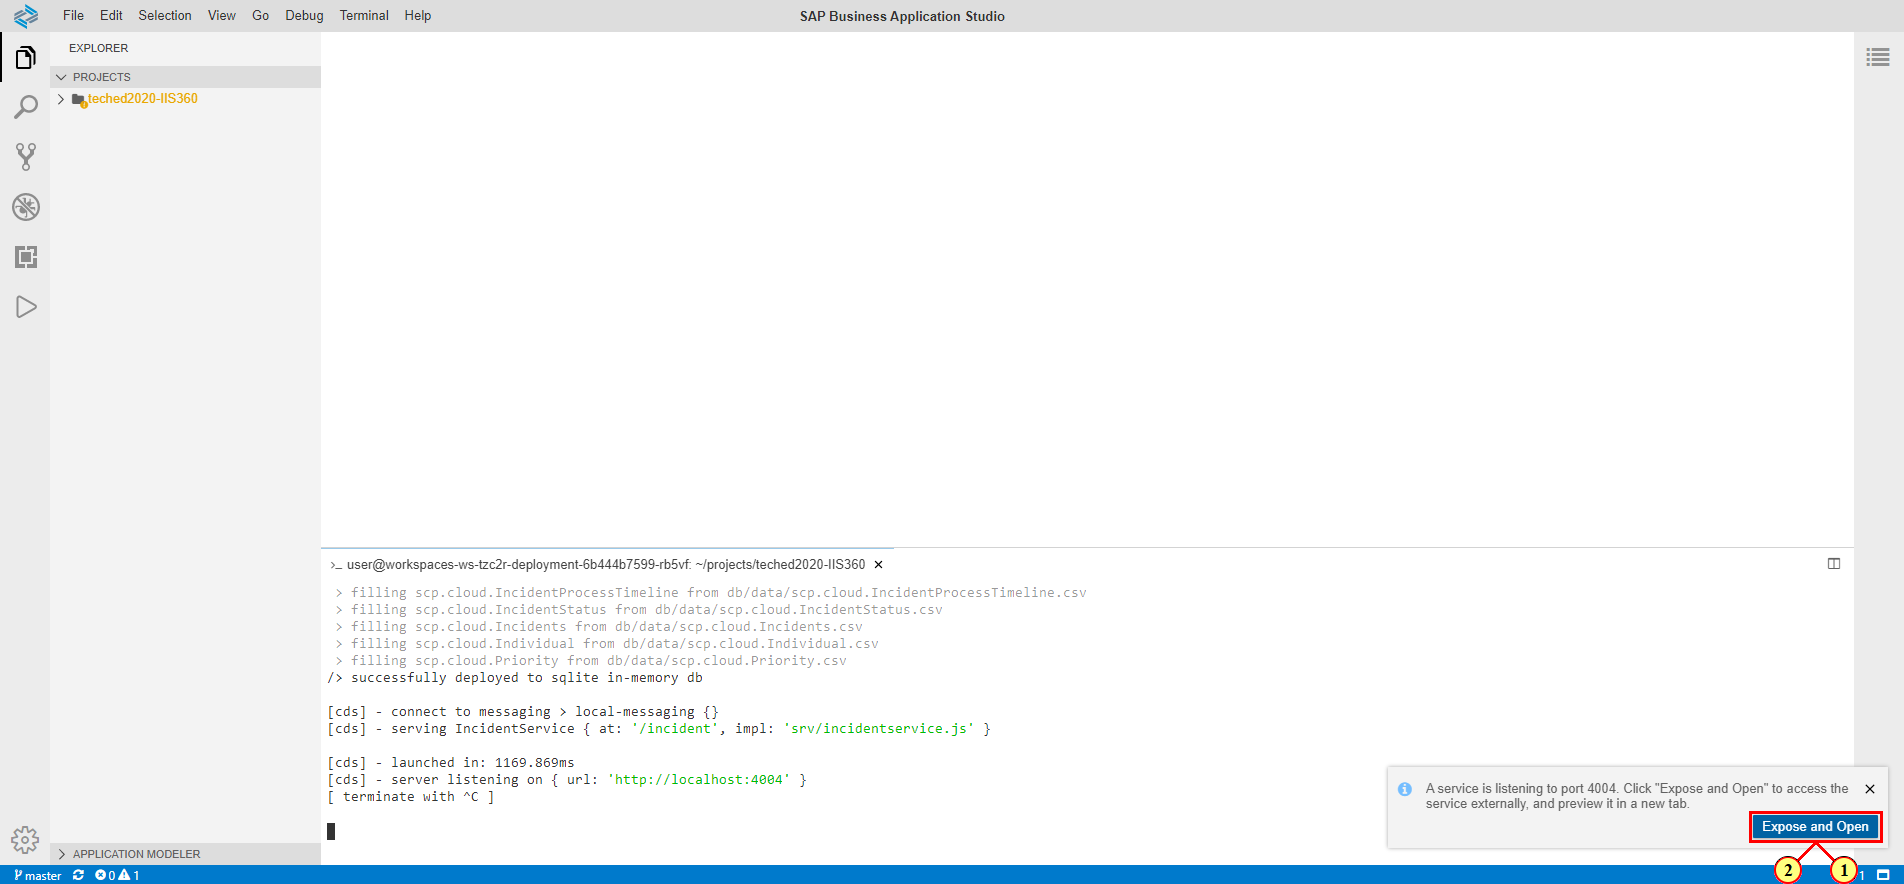 File Edit Selection View Go Debug Terminal Help
SAP Business Application Studio
EXPLORER
PROJECTS
teched2020-IIS360
>_ user@workspaces-ws-tzc2r-deployment-6b444b7599-rb5vf: ~/projects/teched2020-IIS360
> filling scp.cloud.IncidentProcessTimeline from db/data/scp.cloud.IncidentProcessTimeline.csv
> filling scp.cloud.IncidentStatus from db/data/scp.cloud.IncidentStatus.csv
> filling scp.cloud.Incidents from db/data/scp.cloud.Incidents.csv
> filling scp.cloud.Individual from db/data/scp.cloud.Individual.csv
> filling scp.cloud.Priority from db/data/scp.cloud.Priority.csv
/> successfully deployed to sqlite in-memory db
[cds] - connect to messaging > local-messaging {}
[cds] - serving IncidentService { at: '/incident', impl: 'srv/incidentservice.js' }
[cds] - launched in: 1169.869ms
[cds] - server listening on { url: 'http://localhost:4004' }
[ terminate with ^C ]
A service is listening to port 4004. Click "Expose and Open" to access the
service externally, and preview it in a new tab.
Expose and Open
APPLICATION MODELER
master 0 1
2 1 1